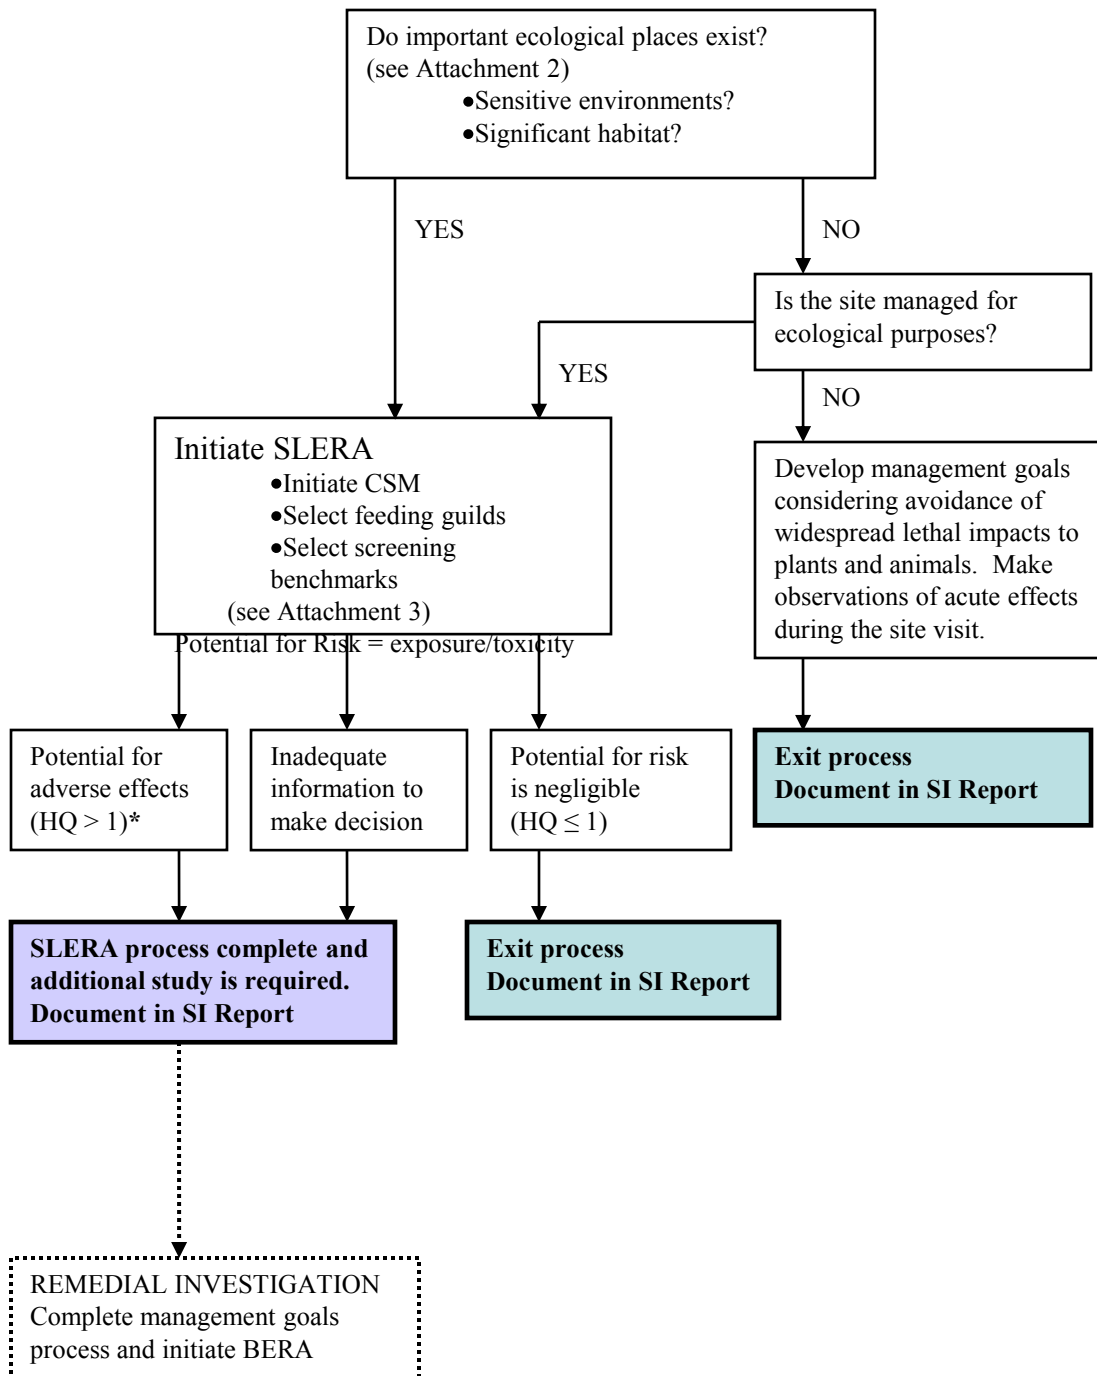 Do important ecological places exist?
(see Attachment 2)
•Sensitive environments?
•Significant habitat?
YES
NO
Is the site managed for
ecological purposes?
YES
NO
Initiate SLERA
•Initiate CSM
•Select feeding guilds
•Select screening
benchmarks
(see Attachment 3)
Potential for Risk = exposure/toxicity
Develop management goals
considering avoidance of
widespread lethal impacts to
plants and animals.  Make
observations of acute effects
during the site visit.
Potential for
adverse effects
(HQ > 1)*
Inadequate
information to
make decision
Potential for risk
is negligible
(HQ ≤ 1)
Exit process
Document in SI Report
SLERA process complete and
additional study is required.
Document in SI Report
Exit process
Document in SI Report
REMEDIAL INVESTIGATION
Complete management goals
process and initiate BERA